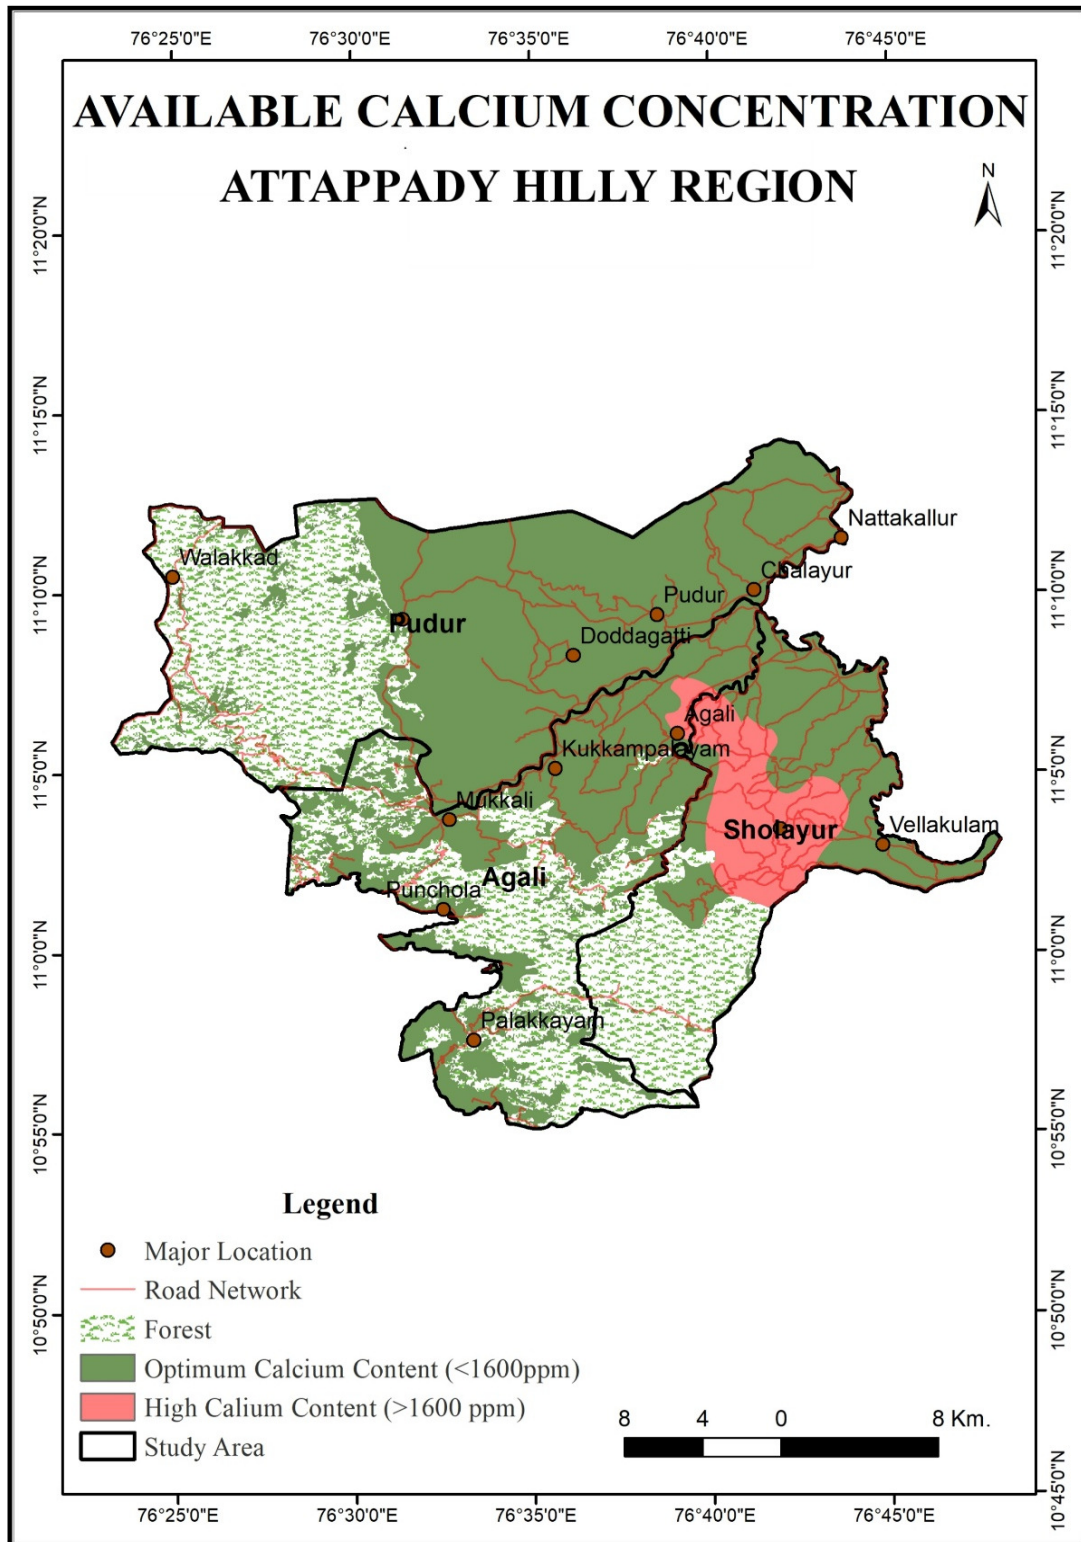 76°25'0"E 76°30'0"E 76°35'0"E 76°40'0"E 76°45'0"E
AVAILABLE CALCIUM CONCENTRATION
ATTAPPADY HILLY REGION
N
11°20'0"N 11°20'0"N
11°15'0"N 11°15'0"N
Nattakallur
Walakkad
Chalayur
11°10'0"N 11°10'0"N
Pudur
Pudur
Doddagatti
Agali
Kukkampalayam
11°5'0"N 11°5'0"N
Mukkali
Sholayur
Vellakulam
Agali
Punchola
11°0'0"N 11°0'0"N
Palakkayam
10°55'0"N 10°55'0"N
Legend
Major Location
Road Network
Forest
Optimum Calcium Content (<1600ppm)
High Calium Content (>1600 ppm)
Study Area
10°50'0"N 10°50'0"N
8 4 0 8 Km.
10°45'0"N
76°25'0"E 76°30'0"E 76°35'0"E 76°40'0"E 76°45'0"E